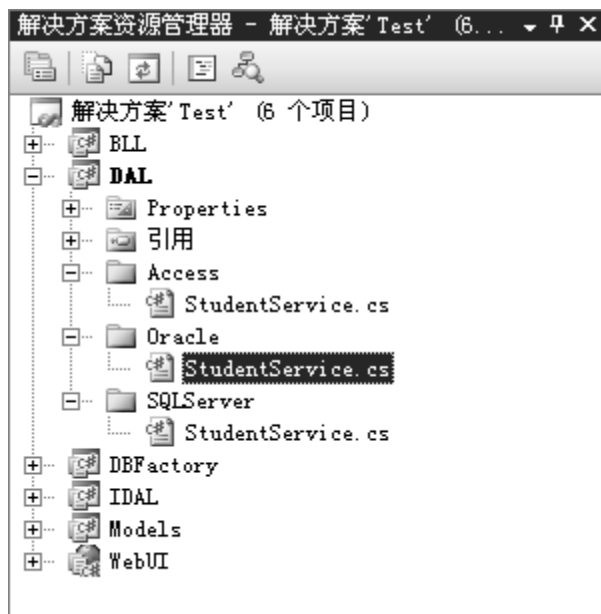 解决方案资源管理器 - 解决方案'Test' (6...
解决方案'Test' (6 个项目)
BLL
DAL
Properties
引用
Access
StudentService.cs
Oracle
StudentService.cs
SQLServer
StudentService.cs
DBFactory
IDAL
Models
WebUI